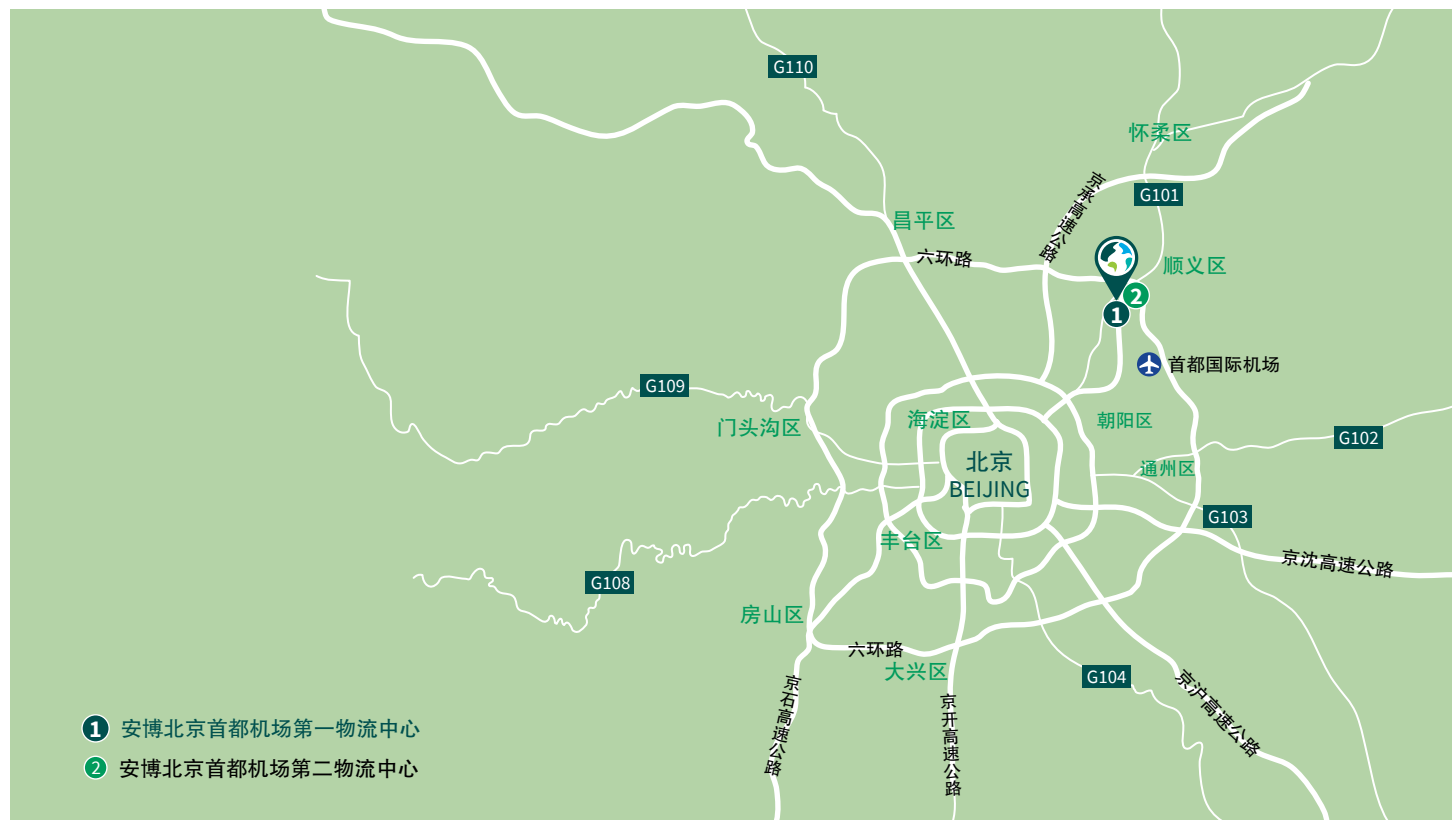 G110
怀柔区
京承高速公路
G101
昌平区
六环路
顺义区
2
1
首都国际机场
G109
门头沟区
海淀区
朝阳区
G102
北京
BEIJING
通州区
G103
丰台区
京沈高速公路
G108
房山区
六环路
大兴区
G104
京石高速公路
京开高速公路
京沪高速公路
1 安博北京首都机场第一物流中心
2 安博北京首都机场第二物流中心